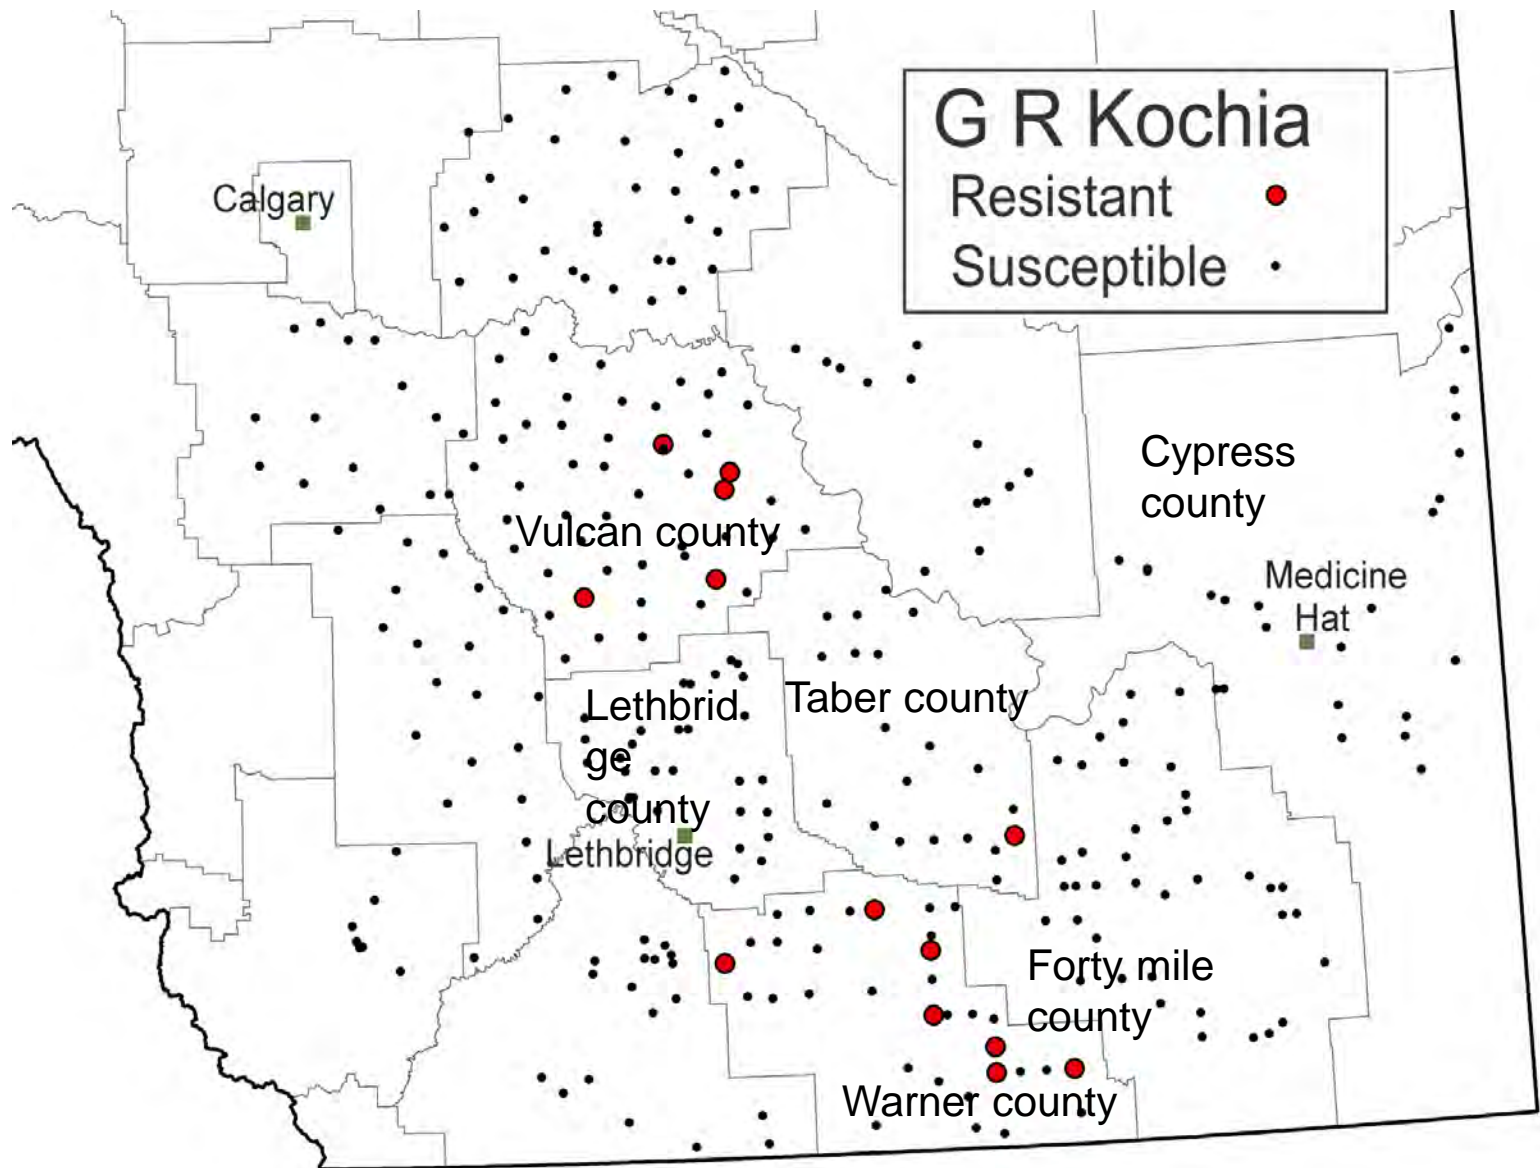 G R Kochia
Resistant
Susceptible
Calgary
Cypress
county
Vulcan county
Medicine
Hat
Lethbrid
ge
county
Taber county
Lethbridge
Forty mile
county
Warner county